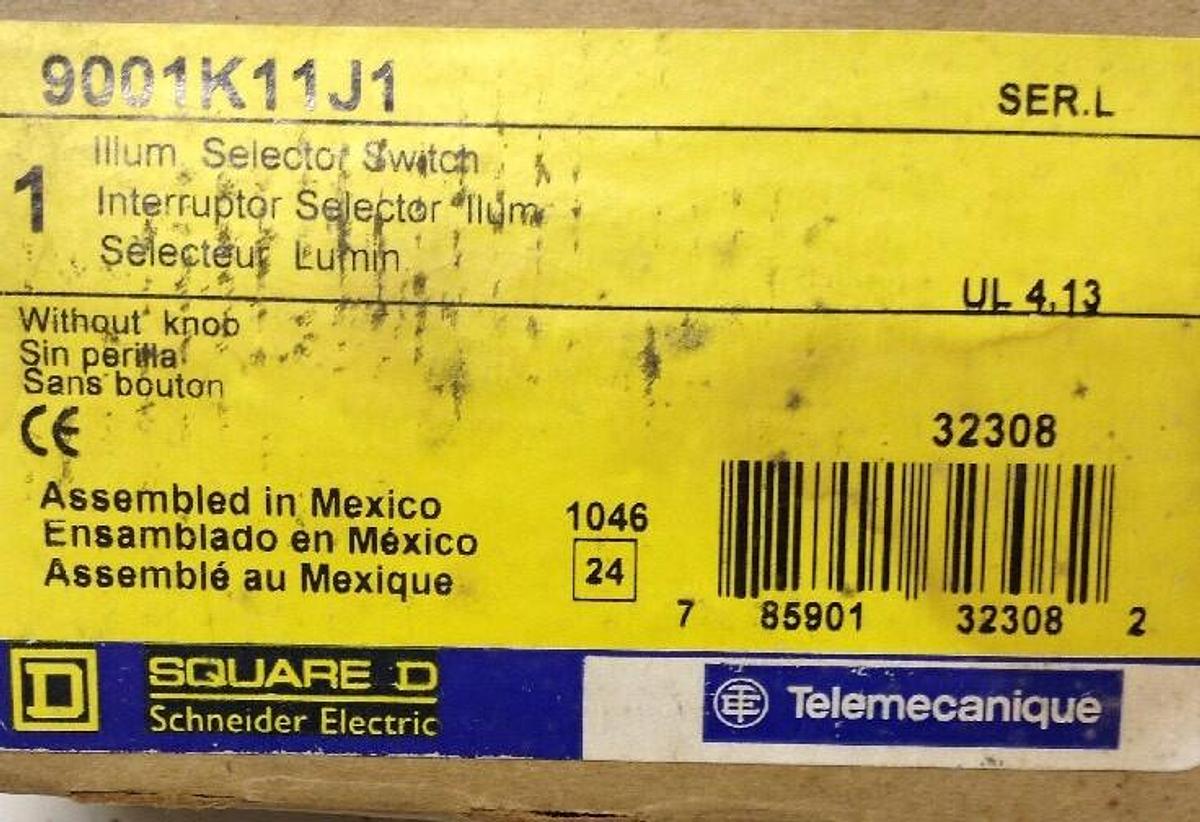 9001K11J1
SER.L
1
Illum. Selector Switch
Interruptor Selector Ilum.
Selecteur Lumin.
UL 4,13
Without knob
Sin perilla
Sans bouton
CE
32308
Assembled in Mexico
Ensamblado en México
Assemblé au Mexique
1046
24
7 85901 32308 2
D
SQUARE D
Schneider Electric
TE Telemecanique